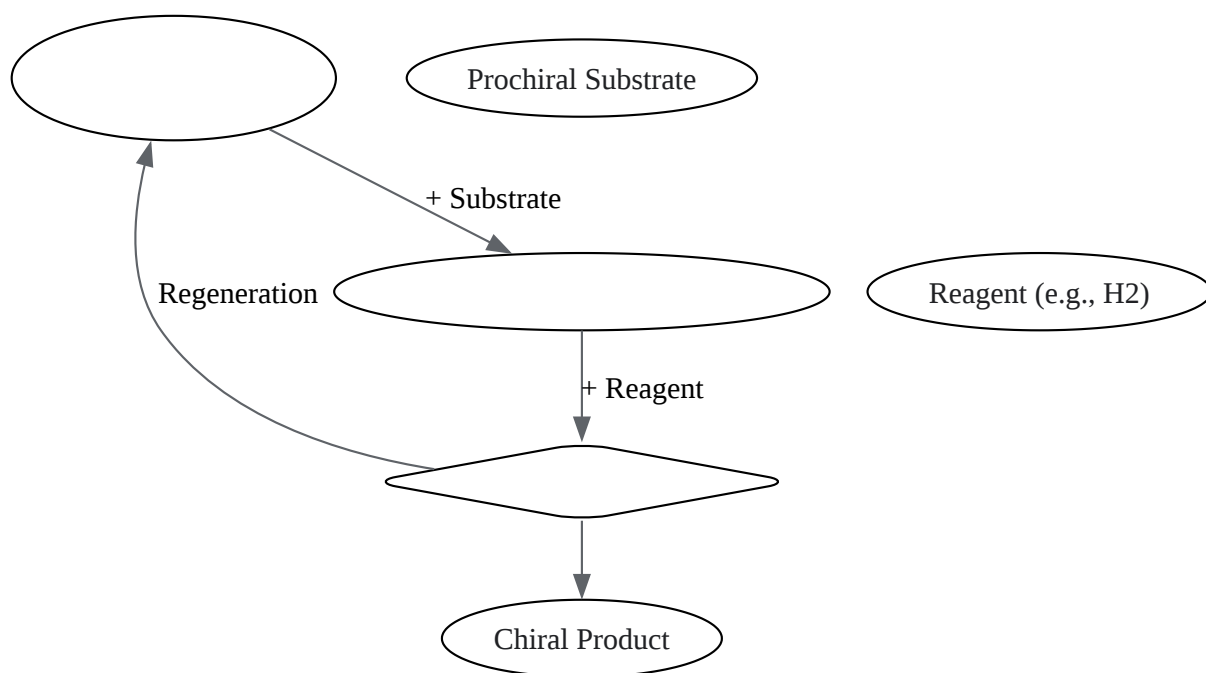 Prochiral Substrate
+ Substrate
Regeneration
Reagent (e.g., H2)
+ Reagent
Chiral Product